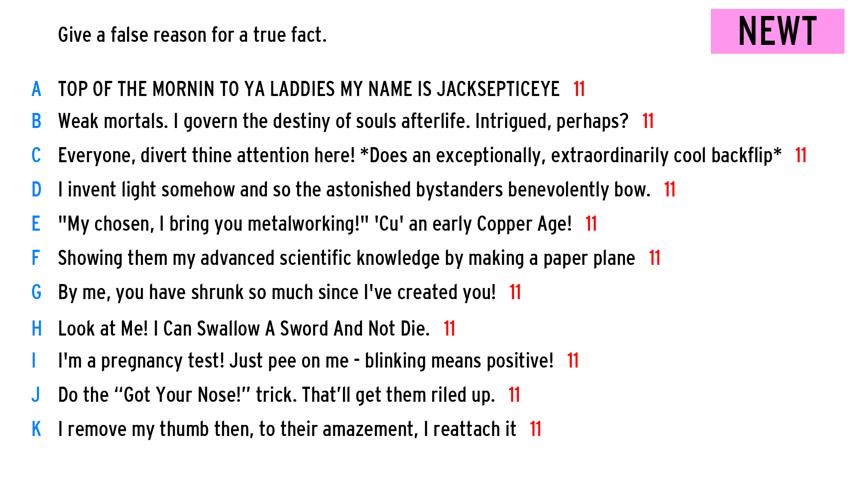 Give a false reason for a true fact.
NEWT
A TOP OF THE MORNIN TO YA LADDIES MY NAME IS JACKSEPTICEYE 11
B Weak mortals. I govern the destiny of souls afterlife. Intrigued, perhaps? 11
C Everyone, divert thine attention here! *Does an exceptionally, extraordinarily cool backflip* 11
D I invent light somehow and so the astonished bystanders benevolently bow. 11
E "My chosen, I bring you metalworking!" 'Cu' an early Copper Age! 11
F Showing them my advanced scientific knowledge by making a paper plane 11
G By me, you have shrunk so much since I've created you! 11
H Look at Me! I Can Swallow A Sword And Not Die. 11
I I'm a pregnancy test! Just pee on me - blinking means positive! 11
J Do the “Got Your Nose!” trick. That’ll get them riled up. 11
K I remove my thumb then, to their amazement, I reattach it 11